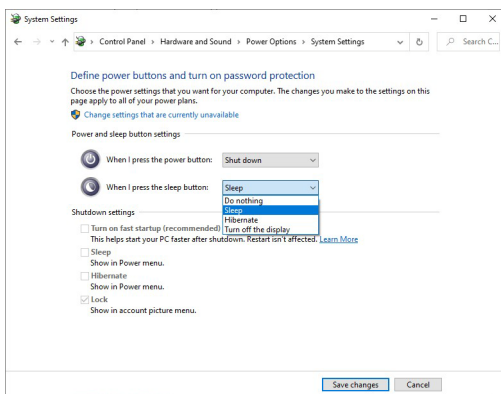 System Settings
Control Panel > Hardware and Sound > Power Options > System Settings
Search C...
Define power buttons and turn on password protection
Choose the power settings that you want for your computer. The changes you make to the settings on this
page apply to all of your power plans.
Change settings that are currently unavailable
Power and sleep button settings
When I press the power button: Shut down
When I press the sleep button: Sleep
Do nothing
Sleep
Hibernate
Turn off the display
Shutdown settings
Turn on fast startup (recommended)
This helps start your PC faster after shutdown. Restart isn't affected. Learn More
Sleep
Show in Power menu.
Hibernate
Show in Power menu.
Lock
Show in account picture menu.
Save changes
Cancel